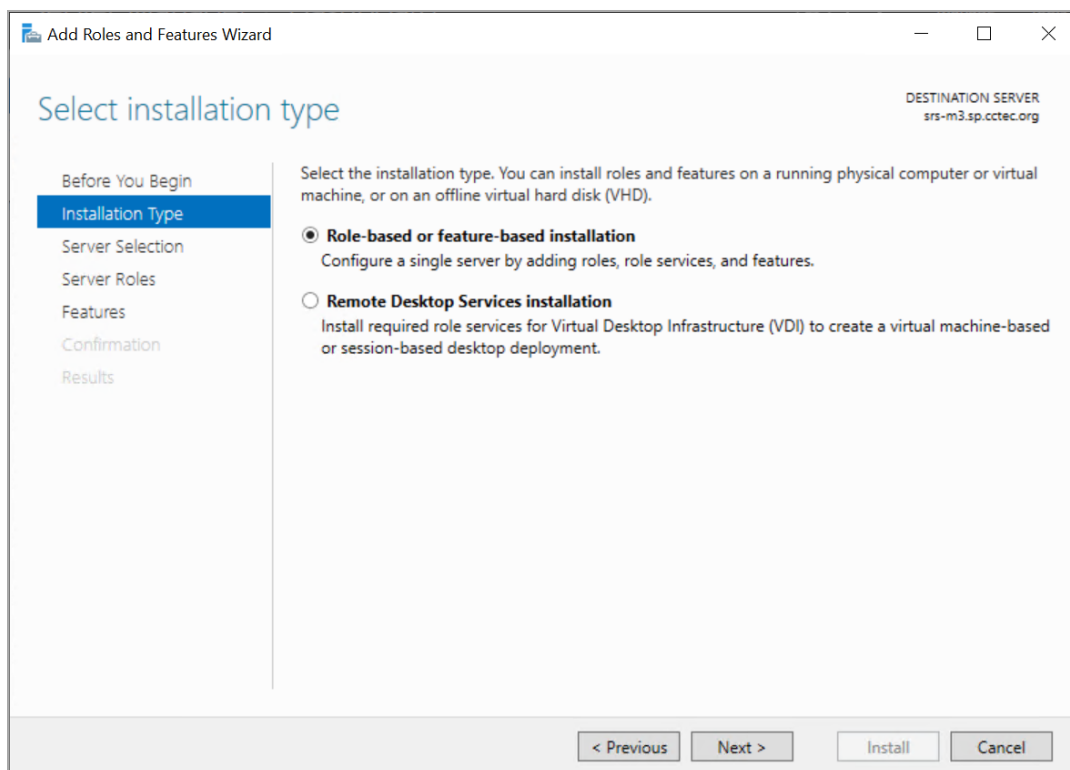 Add Roles and Features Wizard
Select installation type
DESTINATION SERVER
srs-m3.sp.cctec.org
Before You Begin
Installation Type
Server Selection
Server Roles
Features
Confirmation
Results
Select the installation type. You can install roles and features on a running physical computer or virtual
machine, or on an offline virtual hard disk (VHD).
Role-based or feature-based installation
Configure a single server by adding roles, role services, and features.
Remote Desktop Services installation
Install required role services for Virtual Desktop Infrastructure (VDI) to create a virtual machine-based
or session-based desktop deployment.
< Previous Next > Install Cancel